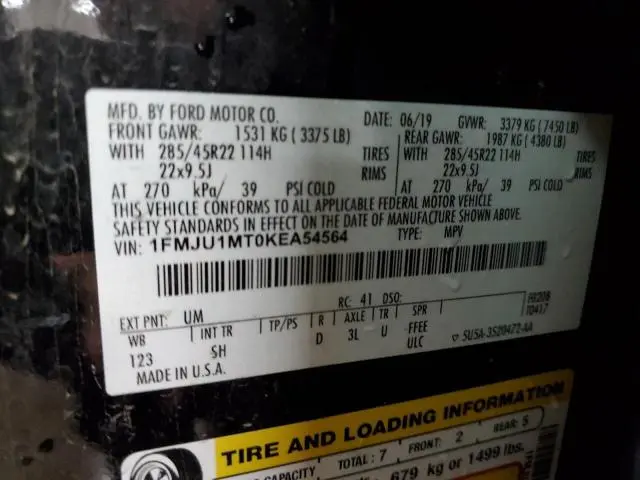 MFD. BY FORD MOTOR CO. DATE: 06/19 GVWR: 3379 KG ( 7450 LB)
FRONT GAWR: 1531 KG ( 3375 LB) REAR GAWR: 1987 KG ( 4380 LB)
WITH 285/45R22 114H TIRES WITH 285/45R22 114H TIRES
22x9.5J RIMS 22x9.5J RIMS
AT 270 kPa/ 39 PSI COLD AT 270 kPa/ 39 PSI COLD
THIS VEHICLE CONFORMS TO ALL APPLICABLE FEDERAL MOTOR VEHICLE
SAFETY STANDARDS IN EFFECT ON THE DATE OF MANUFACTURE SHOWN ABOVE.
VIN: 1FMJU1MT0KEA54564 TYPE: MPV
RC: 41 DSO:
EXT PNT: UM
WB INT TR TP/PS R AXLE TR SPR
123 SH D 3L U FFEE
ULC
MADE IN U.S.A.
TIRE AND LOADING INFORMATION
CAPACITY TOTAL: 7 FRONT: 2 REAR: 5
679 kg or 1499 lbs.